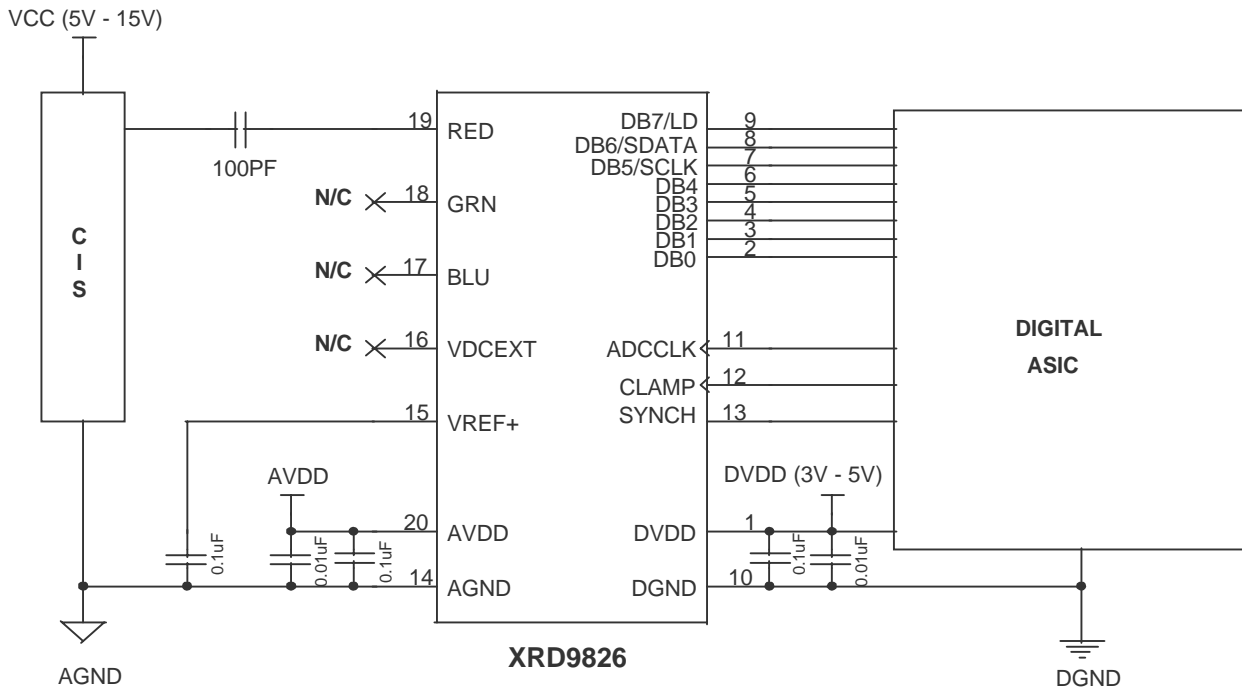 VCC (5V - 15V)
C
I
S
100PF
19 RED
N/C 18 GRN
N/C 17 BLU
N/C 16 VDCEXT
15 VREF+
AVDD
20 AVDD
14 AGND
0.1uF
0.01uF
0.1uF
AGND
DB7/LD 9
DB6/SDATA 8
DB5/SCLK 7
DB4 6
DB3 5
DB2 4
DB1 3
DB0 2
ADCCLK 11
CLAMP 12
SYNCH 13
DVDD (3V - 5V)
DVDD 1
DGND 10
0.1uF
0.01uF
DIGITAL
ASIC
DGND
XRD9826